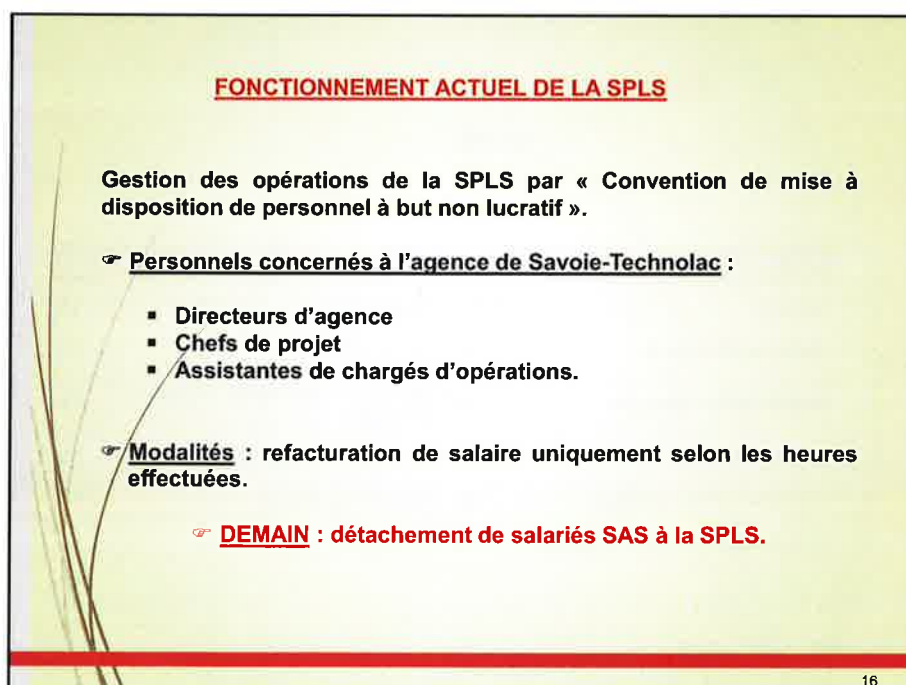 FONCTIONNEMENT ACTUEL DE LA SPLS
Gestion des opérations de la SPLS par « Convention de mise à
disposition de personnel à but non lucratif ».
☞ Personnels concernés à l'agence de Savoie-Technolac :
▪ Directeurs d'agence
▪ Chefs de projet
▪ Assistantes de chargés d'opérations.
☞ Modalités : refacturation de salaire uniquement selon les heures
effectuées.
☞ DEMAIN : détachement de salariés SAS à la SPLS.
16